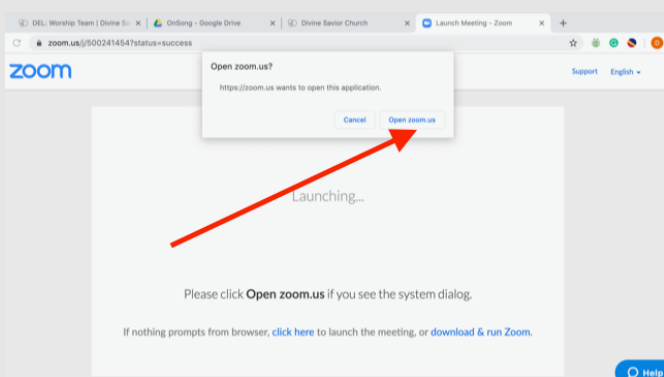 DEL: Worship Team | Divine Sa
OnSong - Google Drive
Divine Savior Church
Launch Meeting - Zoom
zoom.us/j/500241454?status=success
zoom
Support
English
Open zoom.us?
https://zoom.us wants to open this application.
Cancel
Open zoom.us
Launching...
Please click Open zoom.us if you see the system dialog.
If nothing prompts from browser, click here to launch the meeting, or download & run Zoom.
Help